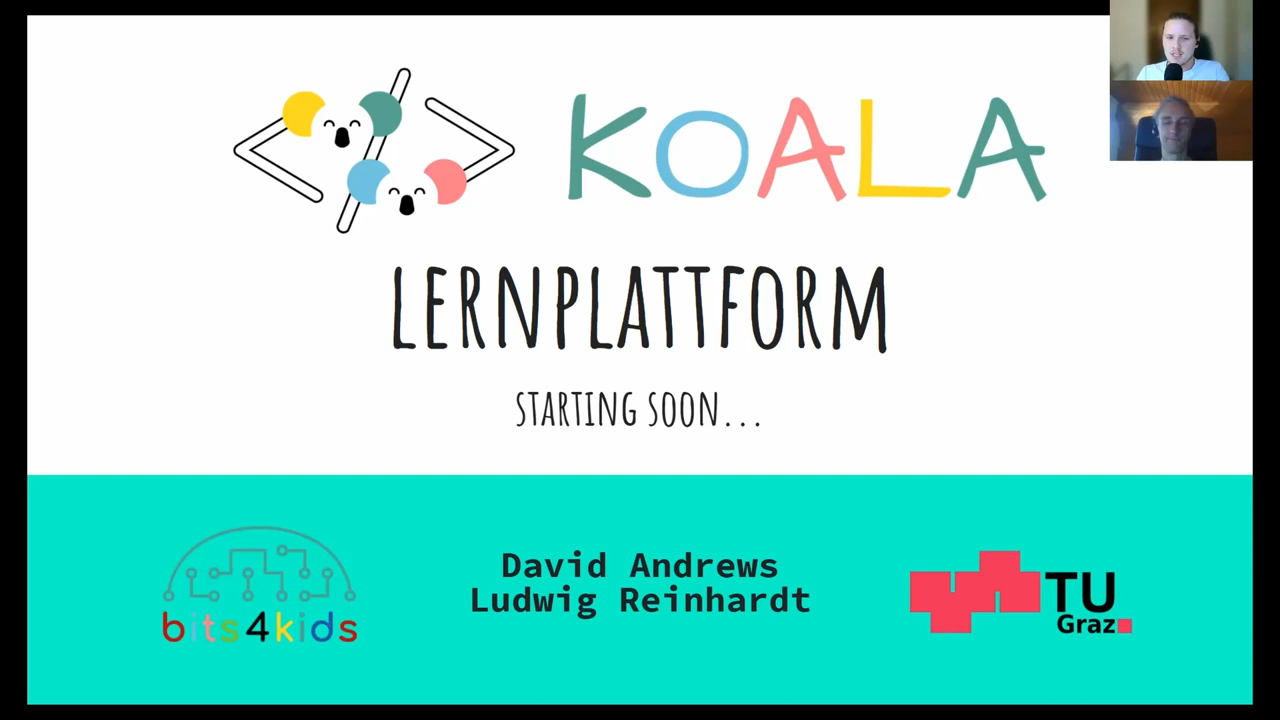 KOALA
LERNPLATTFORM
STARTING SOON...
David Andrews
Ludwig Reinhardt
bits4kids
TU
Graz